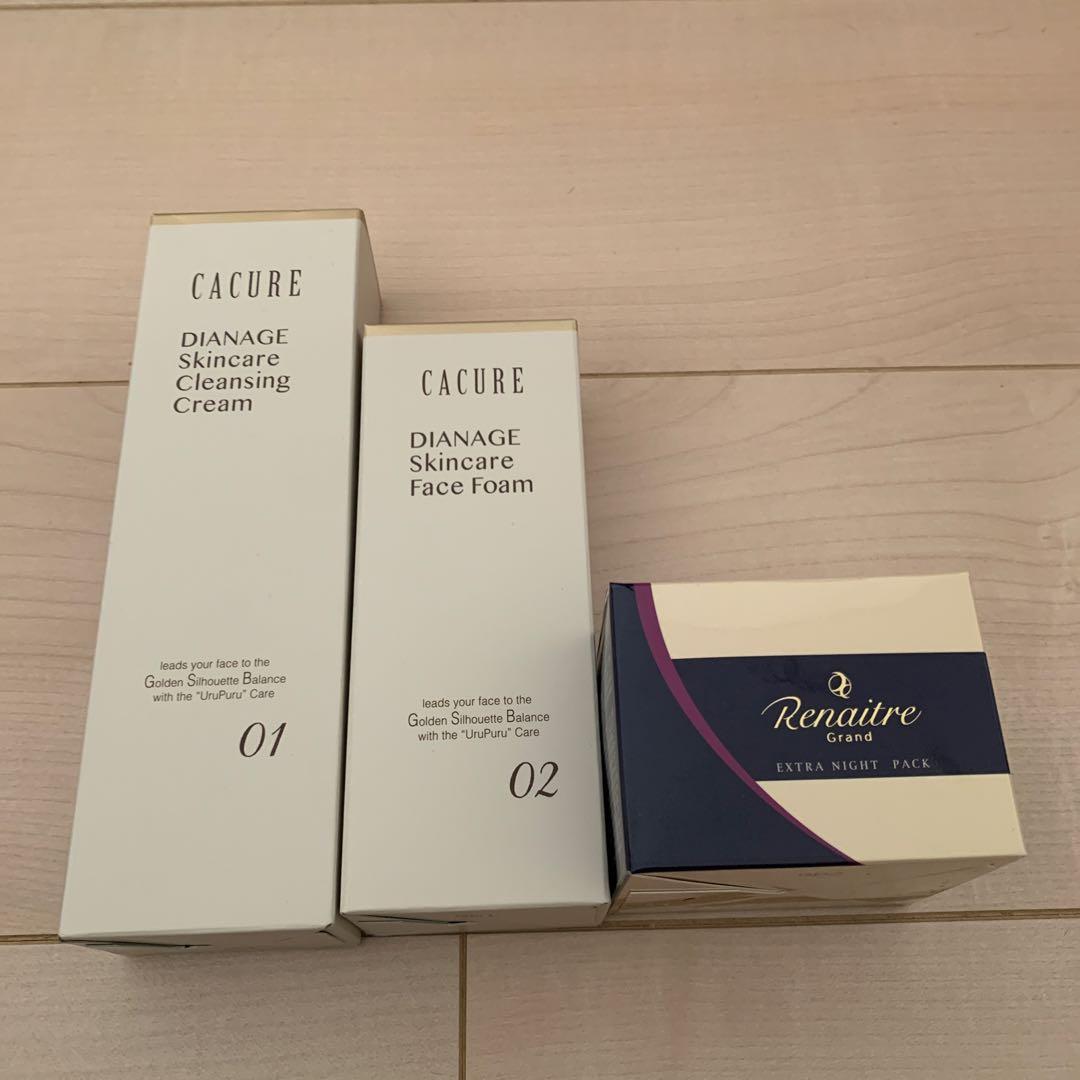 CACURE
DIANAGE
Skincare
Cleansing
Cream
leads your face to the
Golden Silhouette Balance
with the "UruPuru" Care
01
CACURE
DIANAGE
Skincare
Face Foam
leads your face to the
Golden Silhouette Balance
with the "UruPuru" Care
02
Renaitre
Grand
EXTRA NIGHT PACK